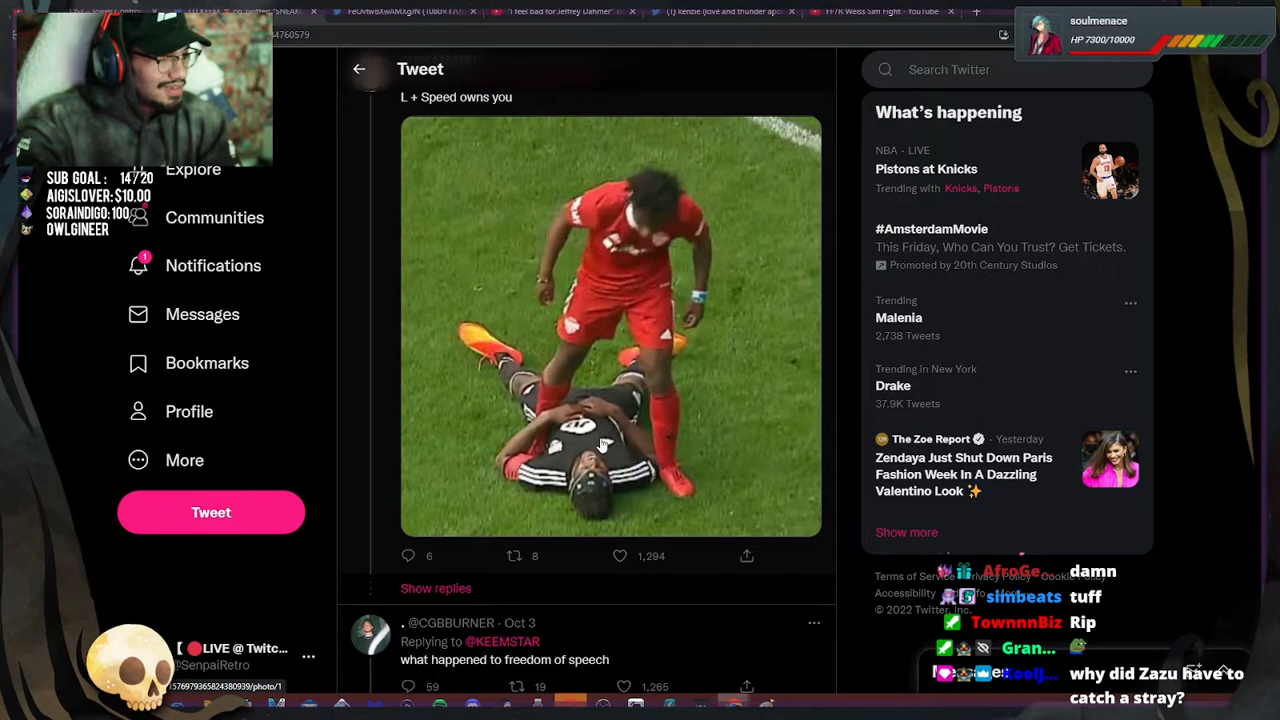 soulmenace
HP 7300/10000
Tweet
Search Twitter
L + Speed owns you
SUB GOAL : 14/20
AIGISLOVER: $10.00
SORAINDIGO: 100
OWLGINEER
Explore
Communities
Notifications
Messages
Bookmarks
Profile
More
Tweet
6
8
1,294
Show replies
. @CGBBURNER · Oct 3
Replying to @KEEMSTAR
what happened to freedom of speech
59
19
1,265
What's happening
NBA · LIVE
Pistons at Knicks
Trending with Knicks, Pistons
#AmsterdamMovie
This Friday, Who Can You Trust? Get Tickets.
Promoted by 20th Century Studios
Trending
Malenia
2,738 Tweets
Trending in New York
Drake
37.9K Tweets
The Zoe Report · Yesterday
Zendaya Just Shut Down Paris
Fashion Week In A Dazzling
Valentino Look ✨
Show more
Terms of Service Privacy Policy Cookie Policy
Accessibility
© 2022 Twitter, Inc.
AfroGe... damn
simbeats tuff
TownnnBiz Rip
Gran...
KoolJ... why did Zazu have to
catch a stray?
【 🔴LIVE @ Twitc...
@SenpaiRetro